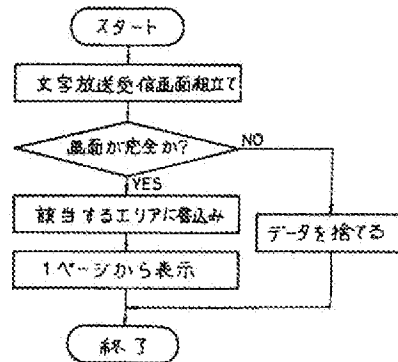 スタート
文字放送受信画面組立て
画面が完全か?
NO
YES
該当するエリアに書込み
データを捨てる
1ページから表示
終了